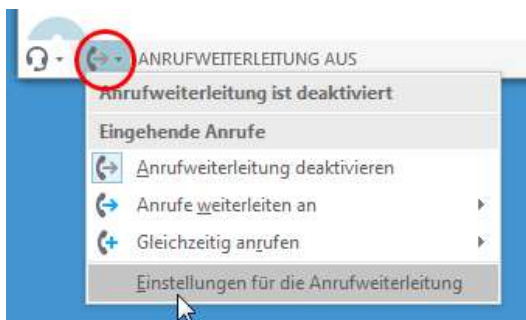 ANRUFWEITERLEITUNG AUS
Anrufweiterleitung ist deaktiviert
Eingehende Anrufe
Anrufweiterleitung deaktivieren
Anrufe weiterleiten an
Gleichzeitig anrufen
Einstellungen für die Anrufweiterleitung